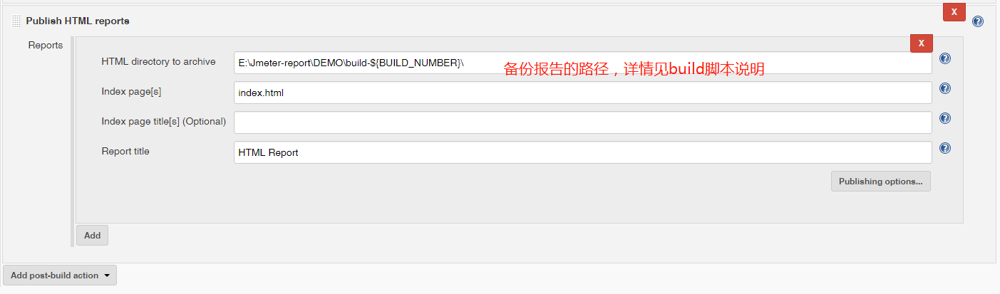 Publish HTML reports
X
?
Reports
X
HTML directory to archive
E:\Jmeter-report\DEMO\build-${BUILD_NUMBER}\
备份报告的路径，详情见build脚本说明
?
Index page[s]
index.html
?
Index page title[s] (Optional)
?
Report title
HTML Report
?
Publishing options...
Add
Add post-build action